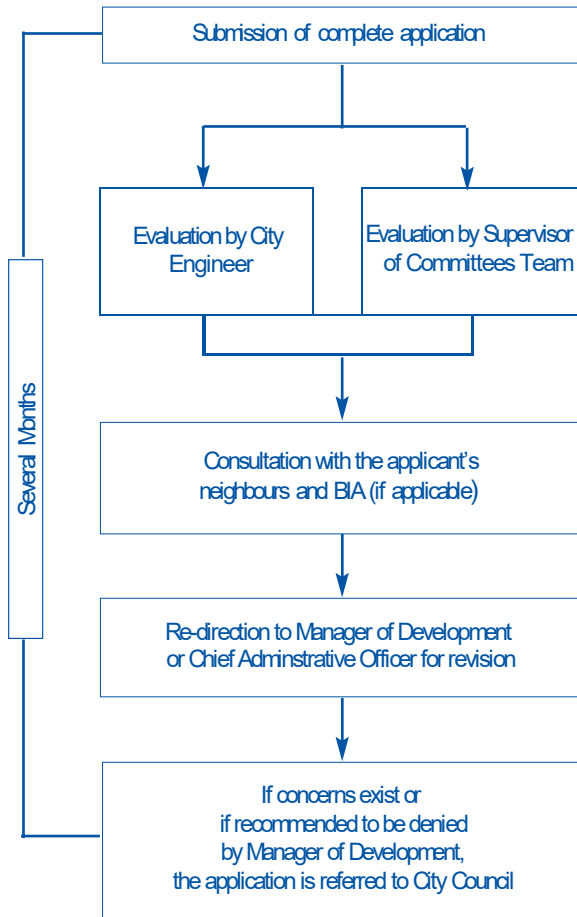 Submission of complete application
Evaluation by City
Engineer
Evaluation by Supervisor
of Committees Team
Several Months
Consultation with the applicant's
neighbours and BIA (if applicable)
Re-direction to Manager of Development
or Chief Adminstrative Officer for revision
If concerns exist or
if recommended to be denied
by Manager of Development,
the application is referred to City Council